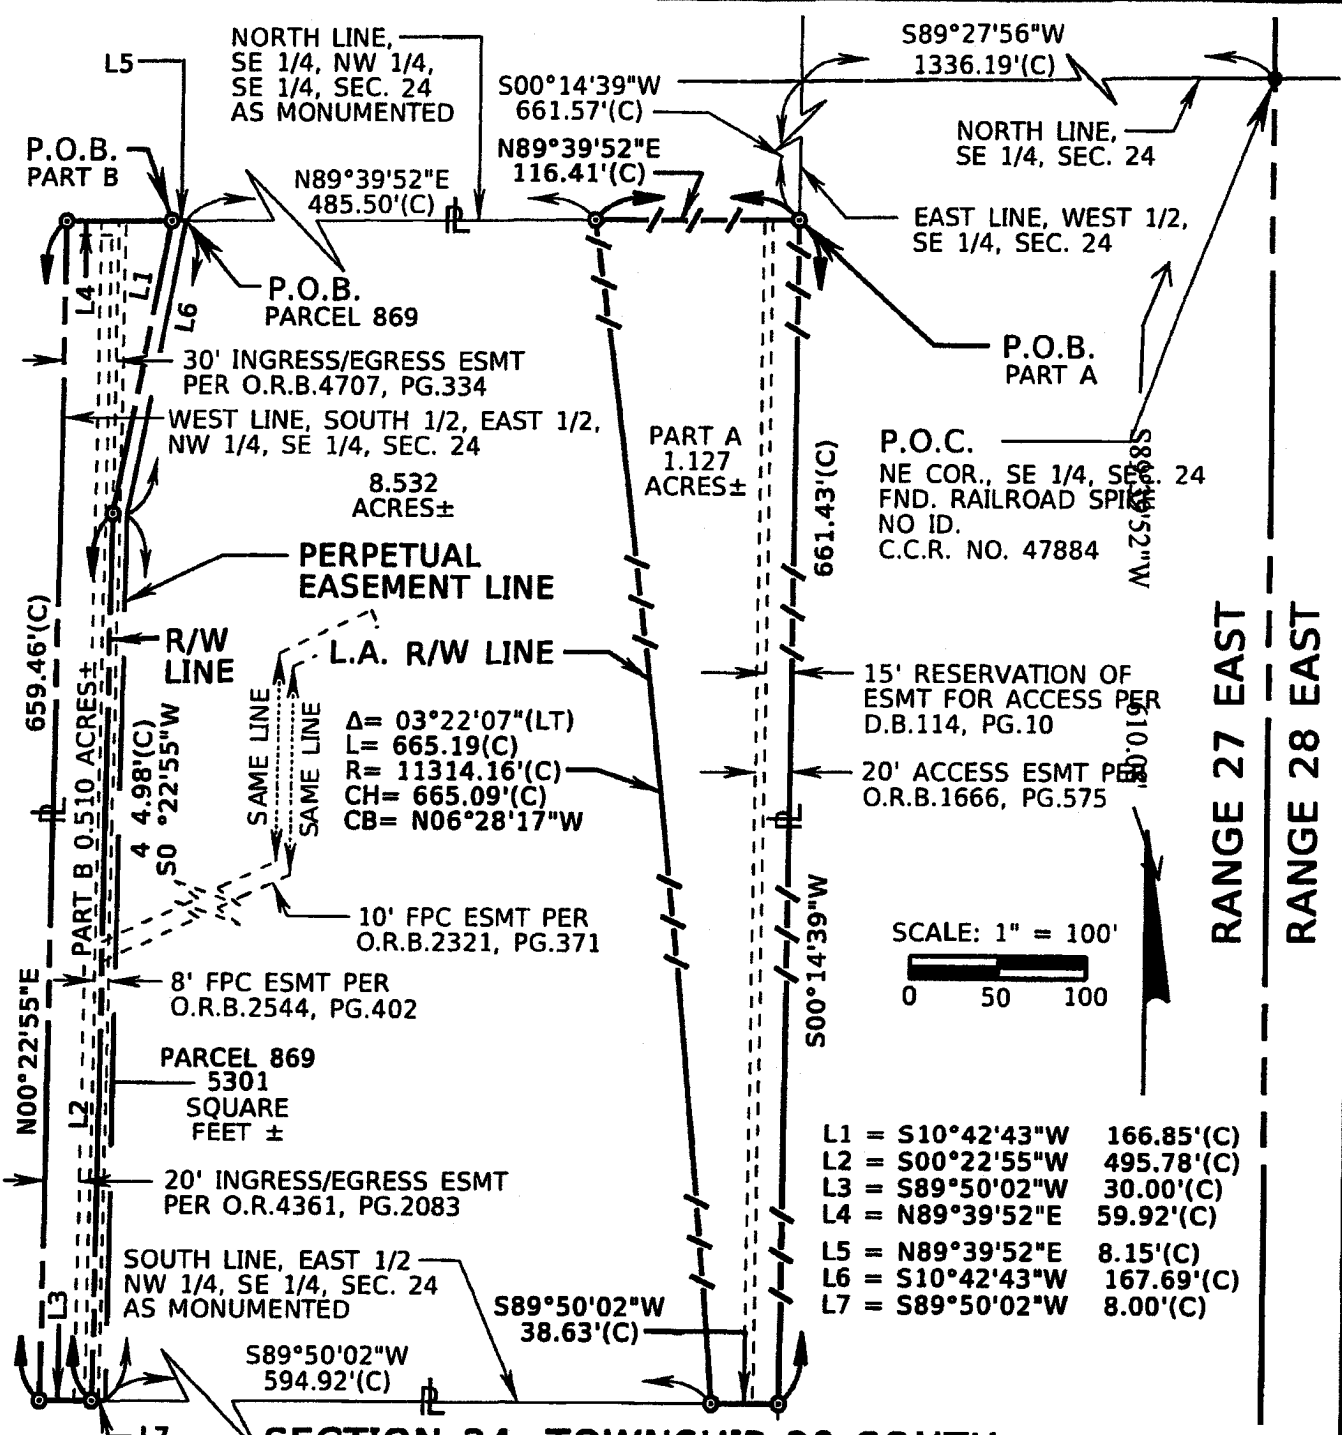 NORTH LINE,
SE 1/4, NW 1/4,
SE 1/4, SEC. 24
AS MONUMENTED
L5
S00°14'39"W
661.57'(C)
S89°27'56"W
1336.19'(C)
NORTH LINE,
SE 1/4, SEC. 24
P.O.B.
PART B
N89°39'52"E
485.50'(C)
N89°39'52"E
116.41'(C)
EAST LINE, WEST 1/2,
SE 1/4, SEC. 24
L4
L1
L6
P.O.B.
PARCEL 869
P.O.B.
PART A
30' INGRESS/EGRESS ESMT
PER O.R.B.4707, PG.334
WEST LINE, SOUTH 1/2, EAST 1/2,
NW 1/4, SE 1/4, SEC. 24
8.532
ACRES±
PART A
1.127
ACRES±
661.43'(C)
P.O.C.
NE COR., SE 1/4, SEC. 24
FND. RAILROAD SPIKE
NO ID.
C.C.R. NO. 47884
PERPETUAL
EASEMENT LINE
R/W
LINE
L.A. R/W LINE
659.46'(C)
PART B 0.510 ACRES±
4 4.98'(C)
S0 °22'55"W
SAME LINE
SAME LINE
Δ= 03°22'07"(LT)
L= 665.19(C)
R= 11314.16'(C)
CH= 665.09'(C)
CB= N06°28'17"W
15' RESERVATION OF
ESMT FOR ACCESS PER
D.B.114, PG.10
20' ACCESS ESMT PER
O.R.B.1666, PG.575
610.08'
RANGE 27 EAST
RANGE 28 EAST
10' FPC ESMT PER
O.R.B.2321, PG.371
S00°14'39"W
SCALE: 1" = 100'
0 50 100
8' FPC ESMT PER
O.R.B.2544, PG.402
N00°22'55"E
PARCEL 869
5301
SQUARE
FEET ±
L2
20' INGRESS/EGRESS ESMT
PER O.R.4361, PG.2083
L1 = S10°42'43"W 166.85'(C)
L2 = S00°22'55"W 495.78'(C)
L3 = S89°50'02"W 30.00'(C)
L4 = N89°39'52"E 59.92'(C)
L5 = N89°39'52"E 8.15'(C)
L6 = S10°42'43"W 167.69'(C)
L7 = S89°50'02"W 8.00'(C)
SOUTH LINE, EAST 1/2
NW 1/4, SE 1/4, SEC. 24
AS MONUMENTED
L3
S89°50'02"W
38.63'(C)
S89°50'02"W
594.92'(C)
L7
SECTION 24, TOWNSHIP SOUTH